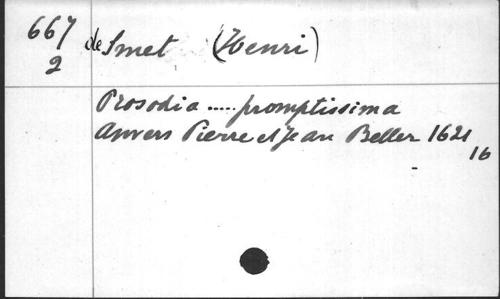 667
2
de Smet (Henri)
Prosodia ..... promptissima
Anvers Pierre et Jean Beller 1621
16